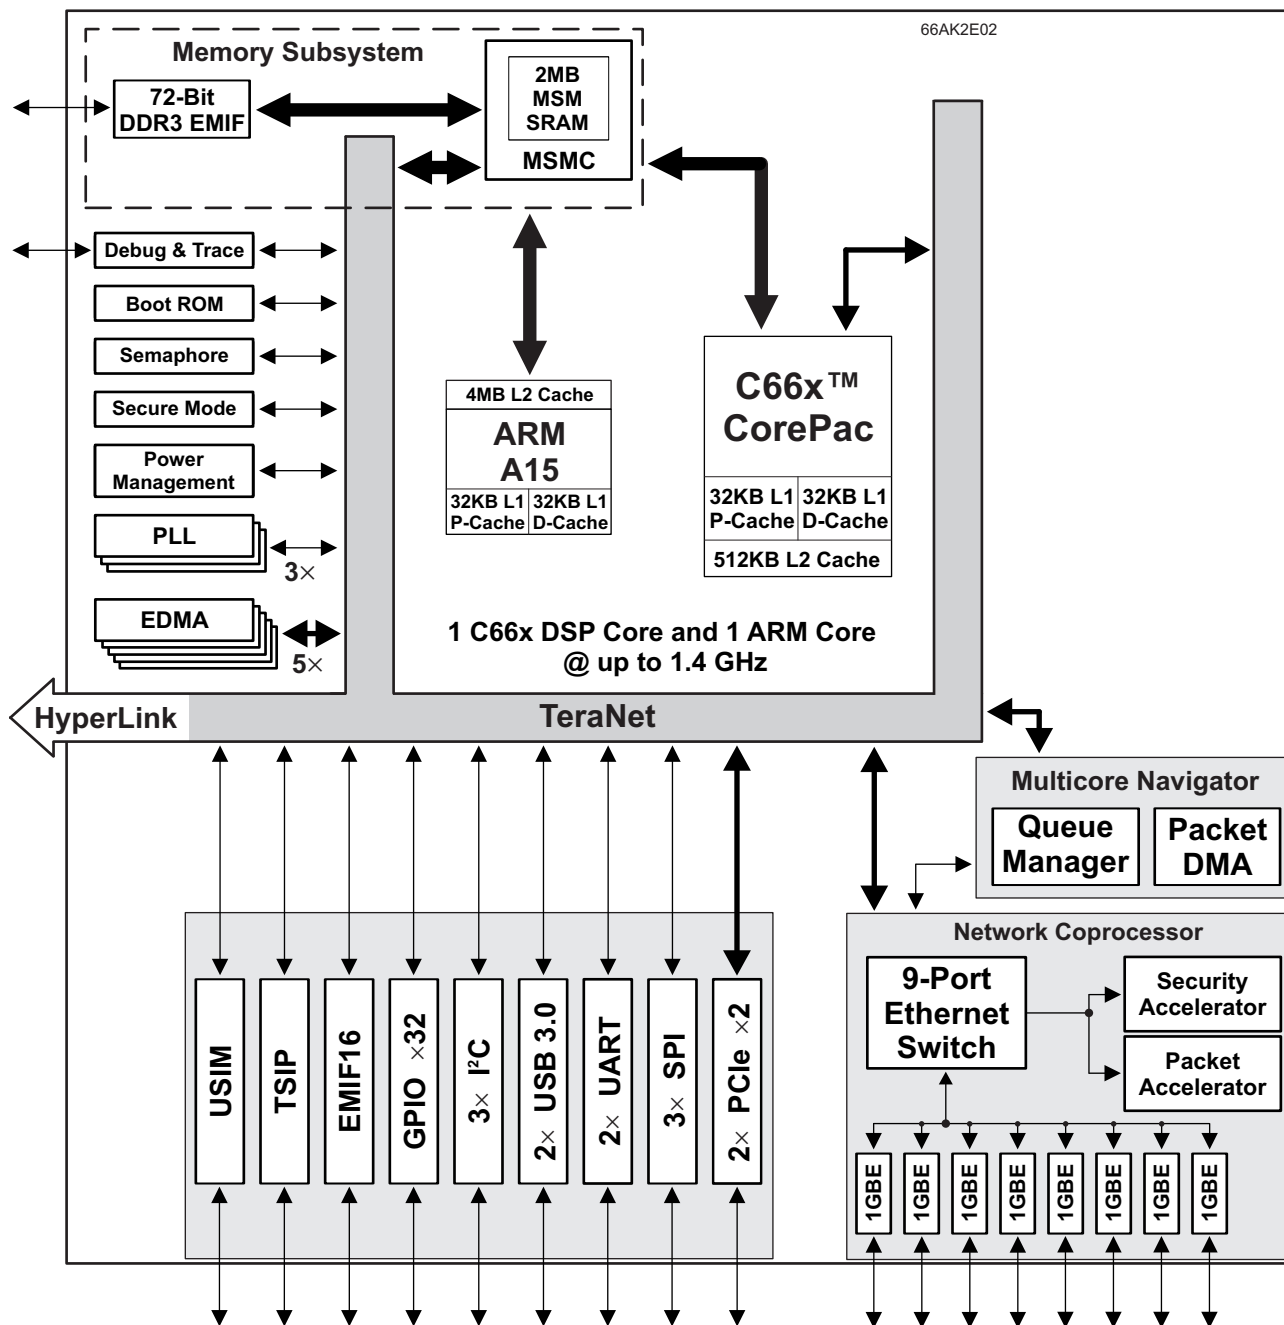 66AK2E02
Memory Subsystem
72-Bit
DDR3 EMIF
2MB
MSM
SRAM
MSMC
Debug & Trace
Boot ROM
Semaphore
Secure Mode
Power
Management
PLL
3×
EDMA
5×
4MB L2 Cache
ARM
A15
32KB L1
P-Cache
32KB L1
D-Cache
C66x™
CorePac
32KB L1
P-Cache
32KB L1
D-Cache
512KB L2 Cache
1 C66x DSP Core and 1 ARM Core
@ up to 1.4 GHz
HyperLink
TeraNet
Multicore Navigator
Queue
Manager
Packet
DMA
Network Coprocessor
9-Port
Ethernet
Switch
Security
Accelerator
Packet
Accelerator
USIM
TSIP
EMIF16
GPIO ×32
3× I²C
2× USB 3.0
2× UART
3× SPI
2× PCIe ×2
1GBE
1GBE
1GBE
1GBE
1GBE
1GBE
1GBE
1GBE